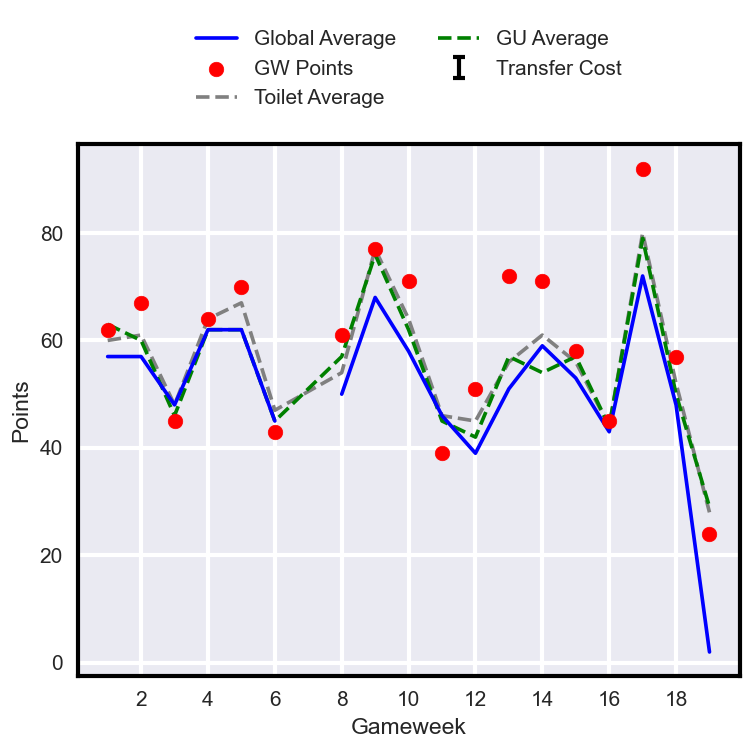 Global Average
GW Points
Toilet Average
GU Average
Transfer Cost
80
60
40
20
0
Points
2 4 6 8 10 12 14 16 18
Gameweek